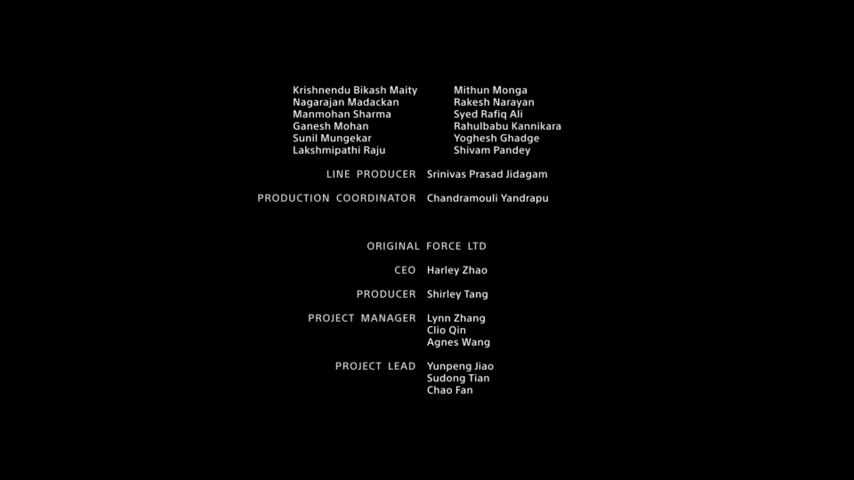 Krishnendu Bikash Maity Mithun Monga
Nagarajan Madackan Rakesh Narayan
Manmohan Sharma Syed Rafiq Ali
Ganesh Mohan Rahulbabu Kannikara
Sunil Mungekar Yoghesh Ghadge
Lakshmipathi Raju Shivam Pandey
LINE PRODUCER Srinivas Prasad Jidagam
PRODUCTION COORDINATOR Chandramouli Yandrapu
ORIGINAL FORCE LTD
CEO Harley Zhao
PRODUCER Shirley Tang
PROJECT MANAGER Lynn Zhang
Clio Qin
Agnes Wang
PROJECT LEAD Yunpeng Jiao
Sudong Tian
Chao Fan